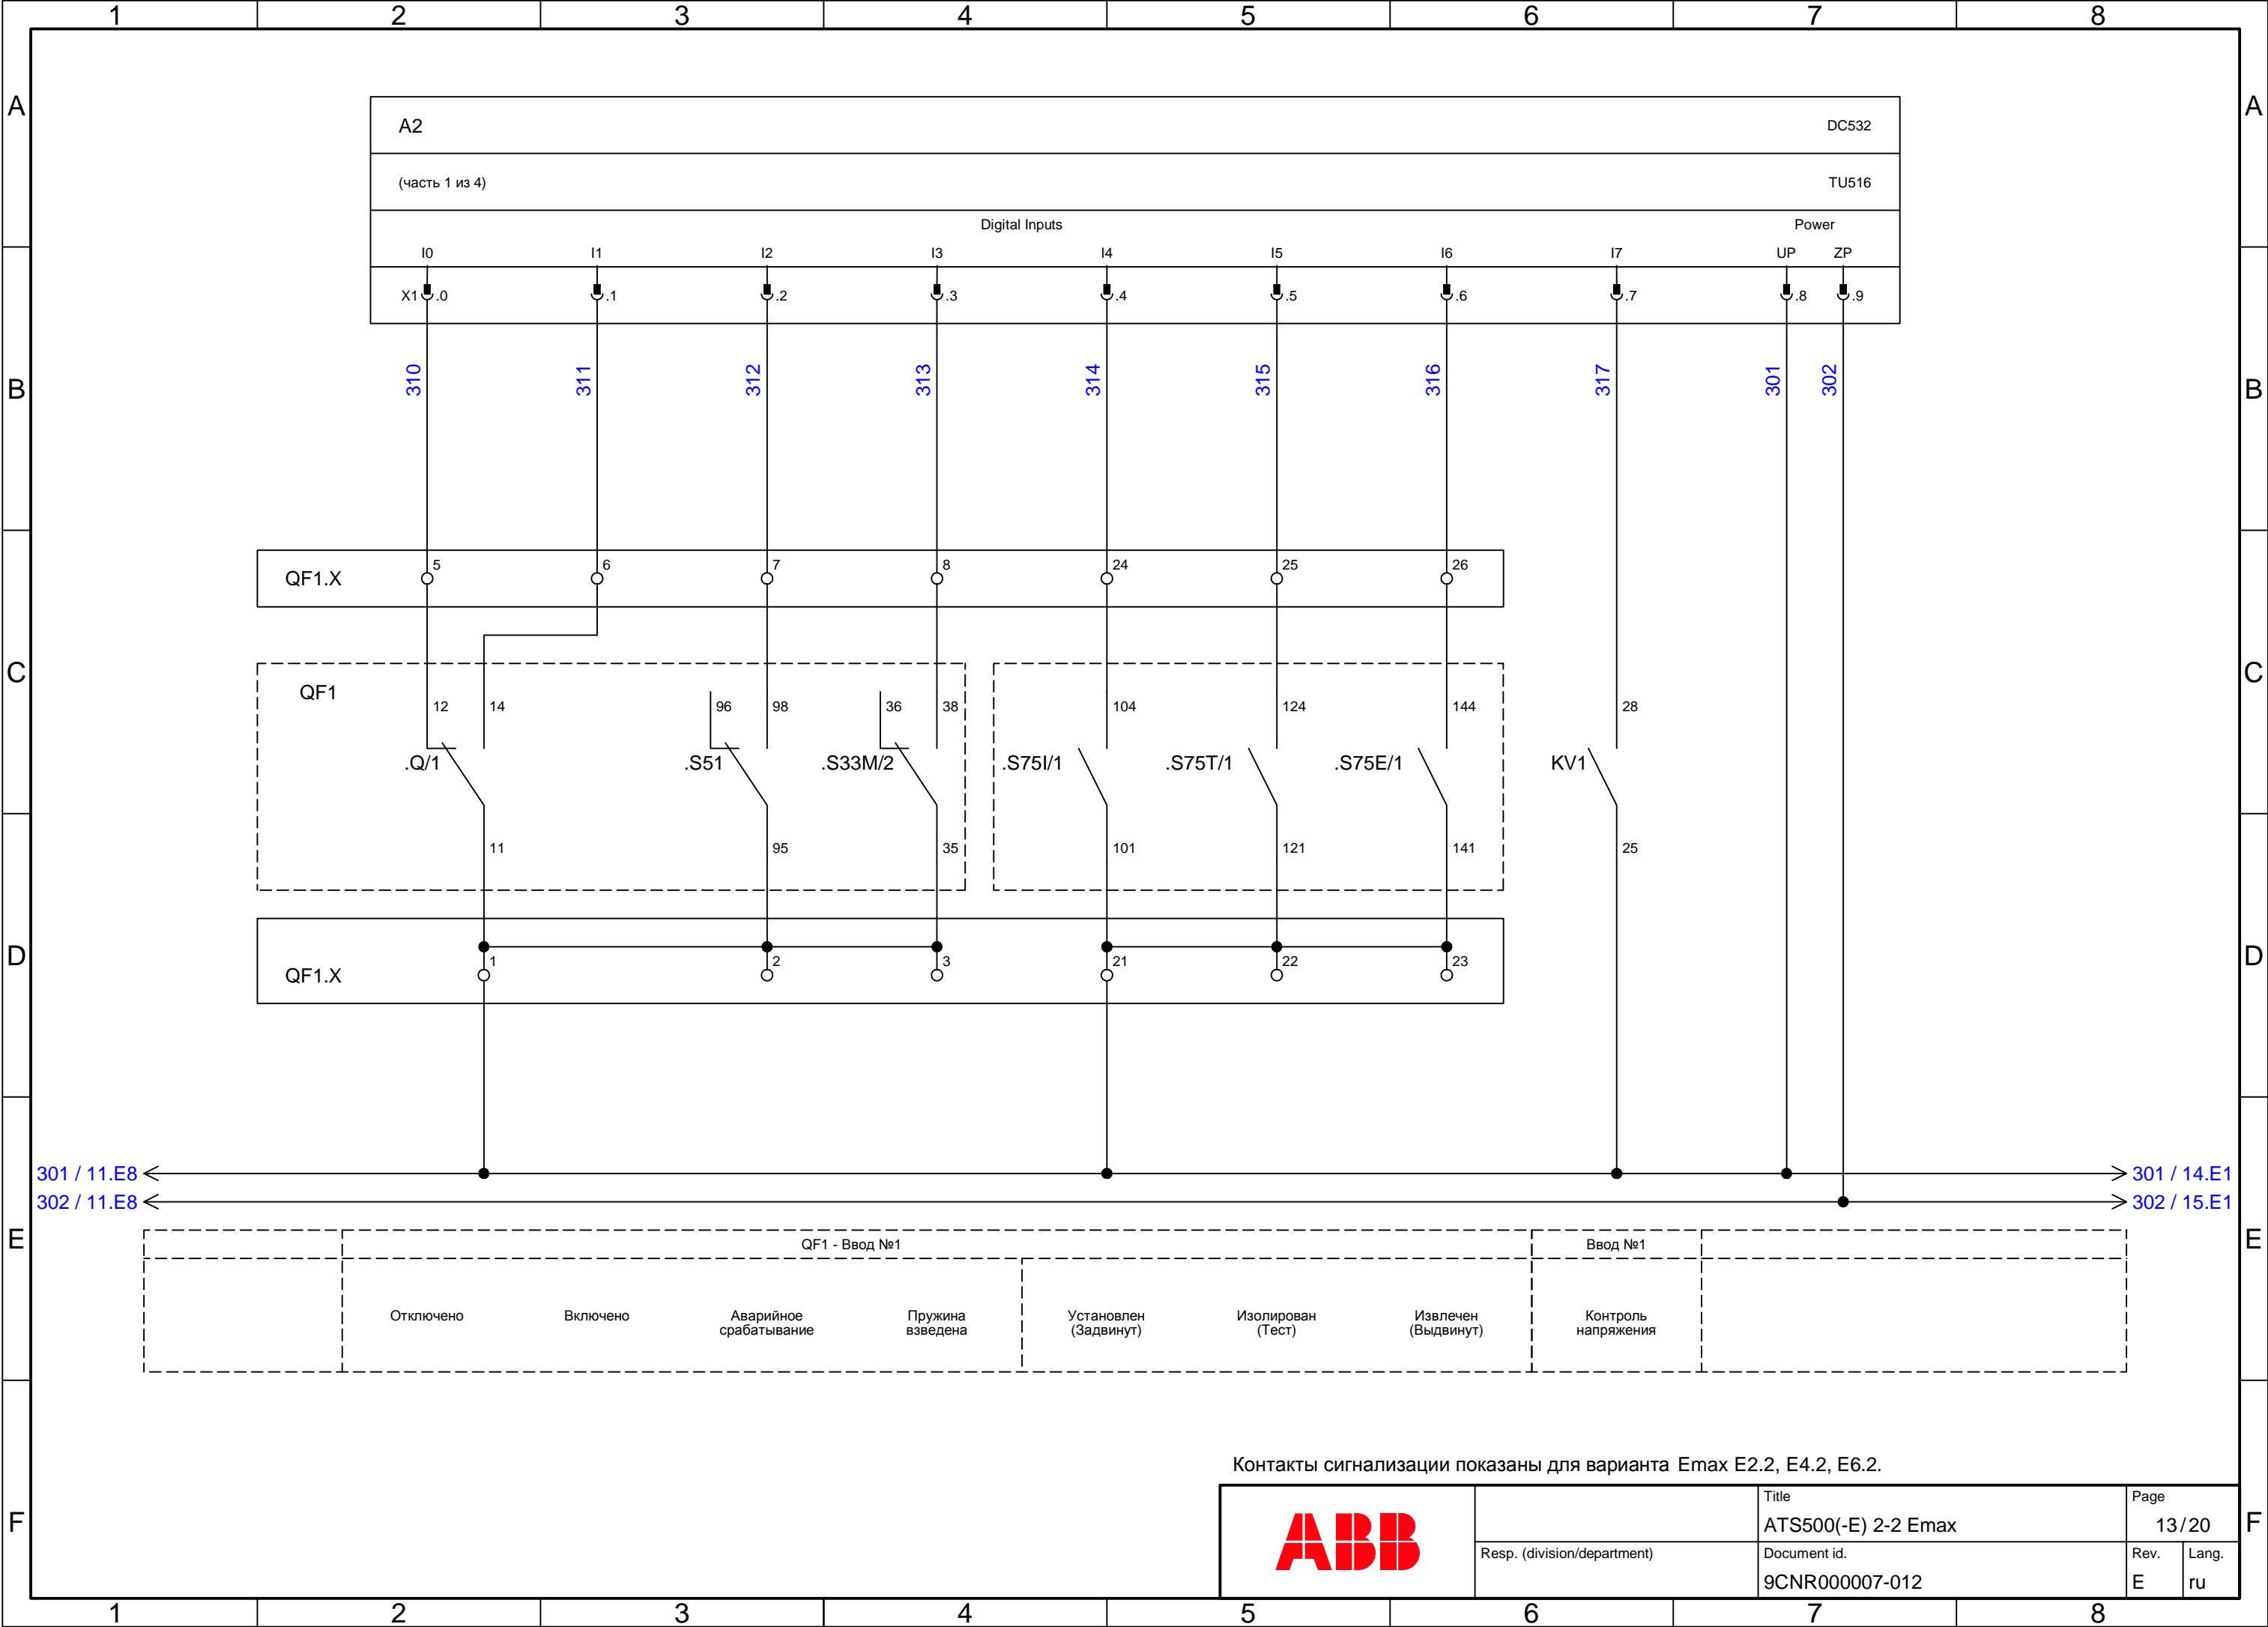 1 2 3 4 5 6 7 8
A A
A2 DC532
(часть 1 из 4) TU516
Digital Inputs Power
I0 I1 I2 I3 I4 I5 I6 I7 UP ZP
X1 .0 .1 .2 .3 .4 .5 .6 .7 .8 .9
B B
310 311 312 313 314 315 316 317 301 302
QF1.X 5 6 7 8 24 25 26
C C
QF1
12 14 96 98 36 38 104 124 144 28
.Q/1 .S51 .S33M/2 .S75I/1 .S75T/1 .S75E/1 KV1
11 95 35 101 121 141 25
D D
QF1.X 1 2 3 21 22 23
301 / 11.E8 301 / 14.E1
302 / 11.E8 302 / 15.E1
E E
QF1 - Ввод №1 Ввод №1
Отключено Включено Аварийное Пружина Установлен Изолирован Извлечен Контроль
срабатывание взведена (Задвинут) (Тест) (Выдвинут) напряжения
Контакты сигнализации показаны для варианта Emax E2.2, E4.2, E6.2.
F F
ABB
Title Page
ATS500(-E) 2-2 Emax 13/20
Resp. (division/department) Document id. Rev. Lang.
9CNR000007-012 E ru
1 2 3 4 5 6 7 8